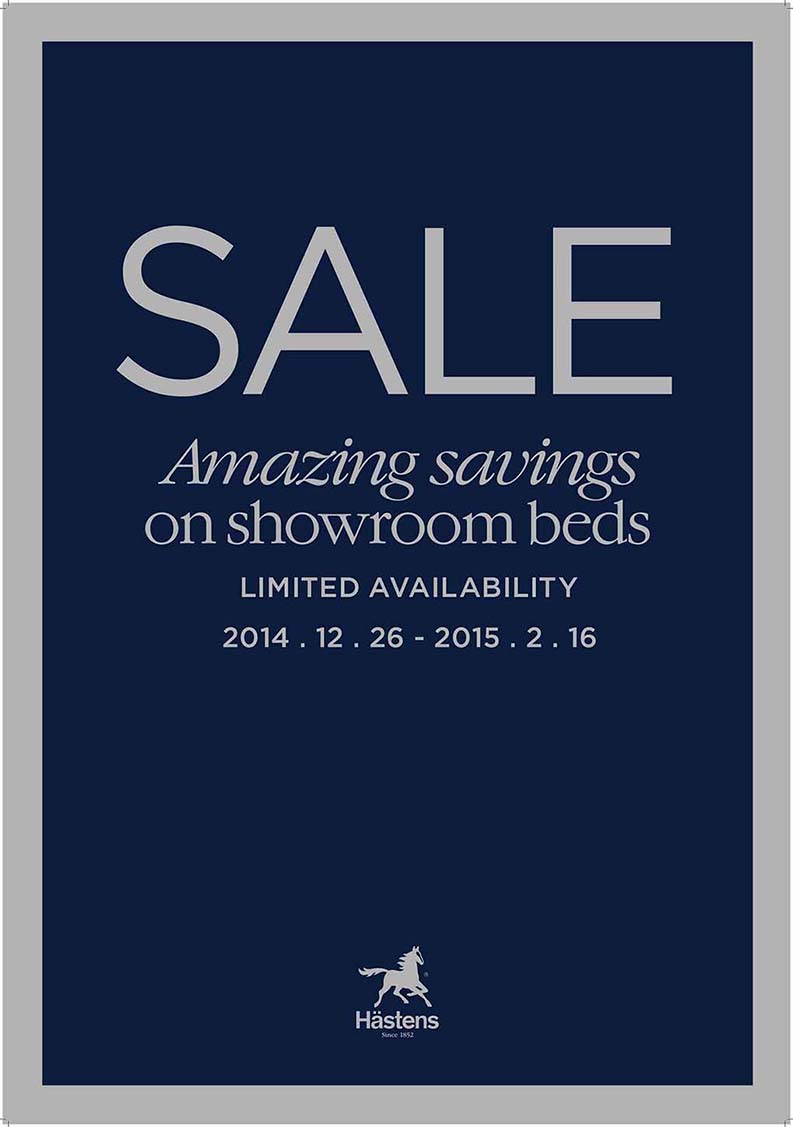 SALE
Amazing savings
on showroom beds
LIMITED AVAILABILITY
2014 . 12 . 26 - 2015 . 2 . 16
®
Hästens
Since 1852